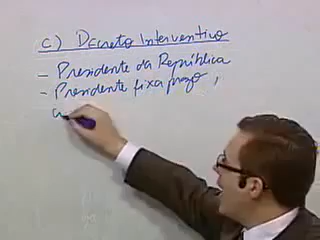 c) Decreto Interventivo
- Presidente da República
- Presidente fixa prazo,